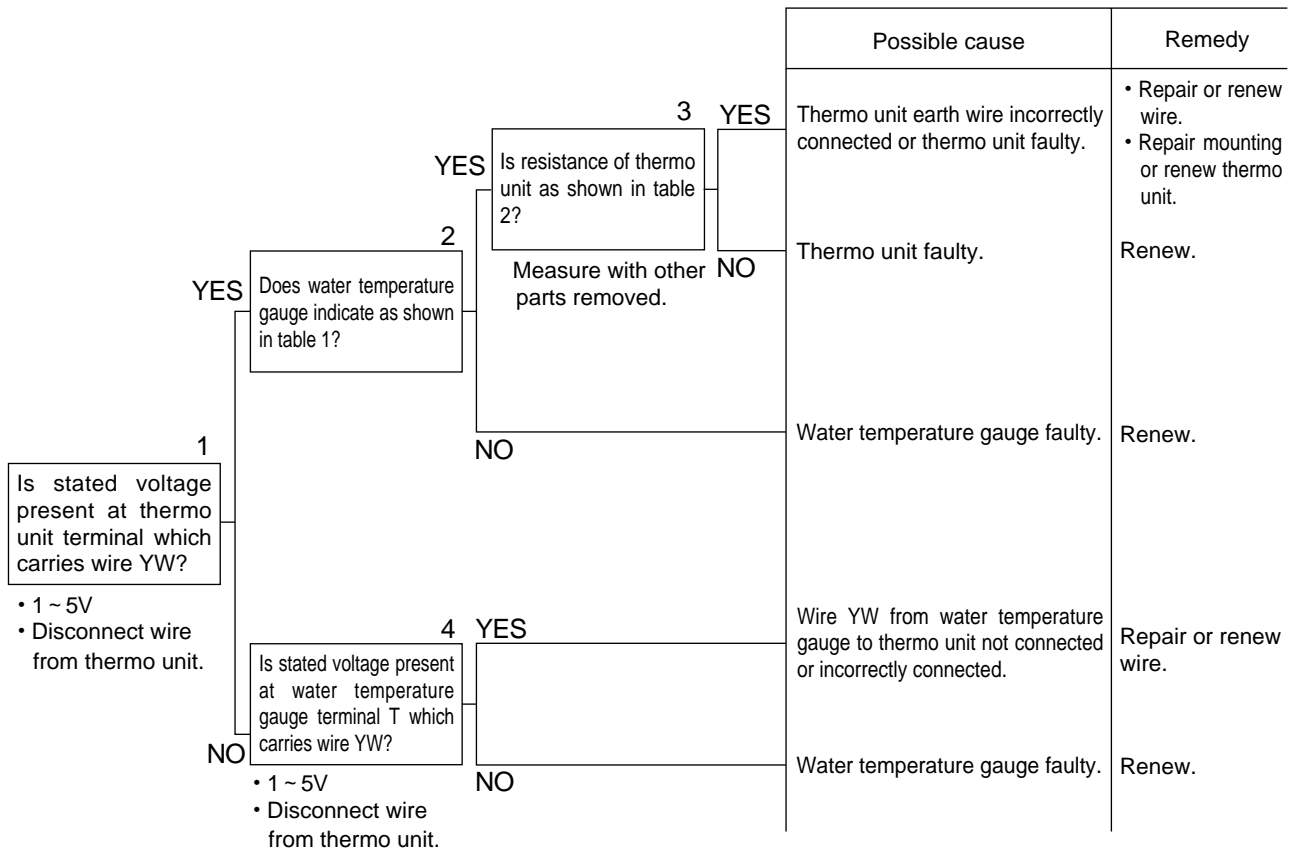 Possible cause
Remedy
3 YES
Is resistance of thermo
unit as shown in table
2?
Measure with other
parts removed.
Thermo unit earth wire incorrectly
connected or thermo unit faulty.
• Repair or renew
wire.
• Repair mounting
or renew thermo
unit.
NO
Thermo unit faulty.
Renew.
YES
2
Does water temperature
gauge indicate as shown
in table 1?
YES
NO
Water temperature gauge faulty.
Renew.
1
Is stated voltage
present at thermo
unit terminal which
carries wire YW?
• 1 ~ 5V
• Disconnect wire
from thermo unit.
NO
4 YES
Is stated voltage present
at water temperature
gauge terminal T which
carries wire YW?
• 1 ~ 5V
• Disconnect wire
from thermo unit.
Wire YW from water temperature
gauge to thermo unit not connected
or incorrectly connected.
Repair or renew
wire.
NO
Water temperature gauge faulty.
Renew.